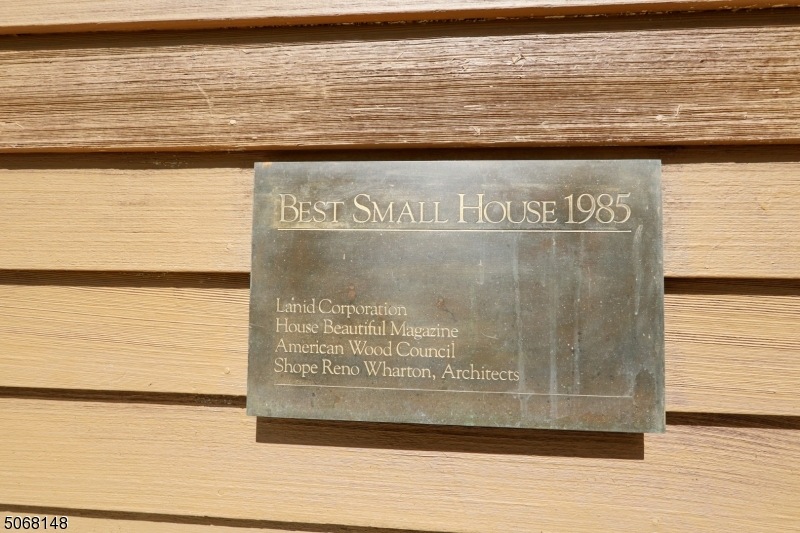 BEST SMALL HOUSE 1985
Lanid Corporation
House Beautiful Magazine
American Wood Council
Shope Reno Wharton, Architects
5068148